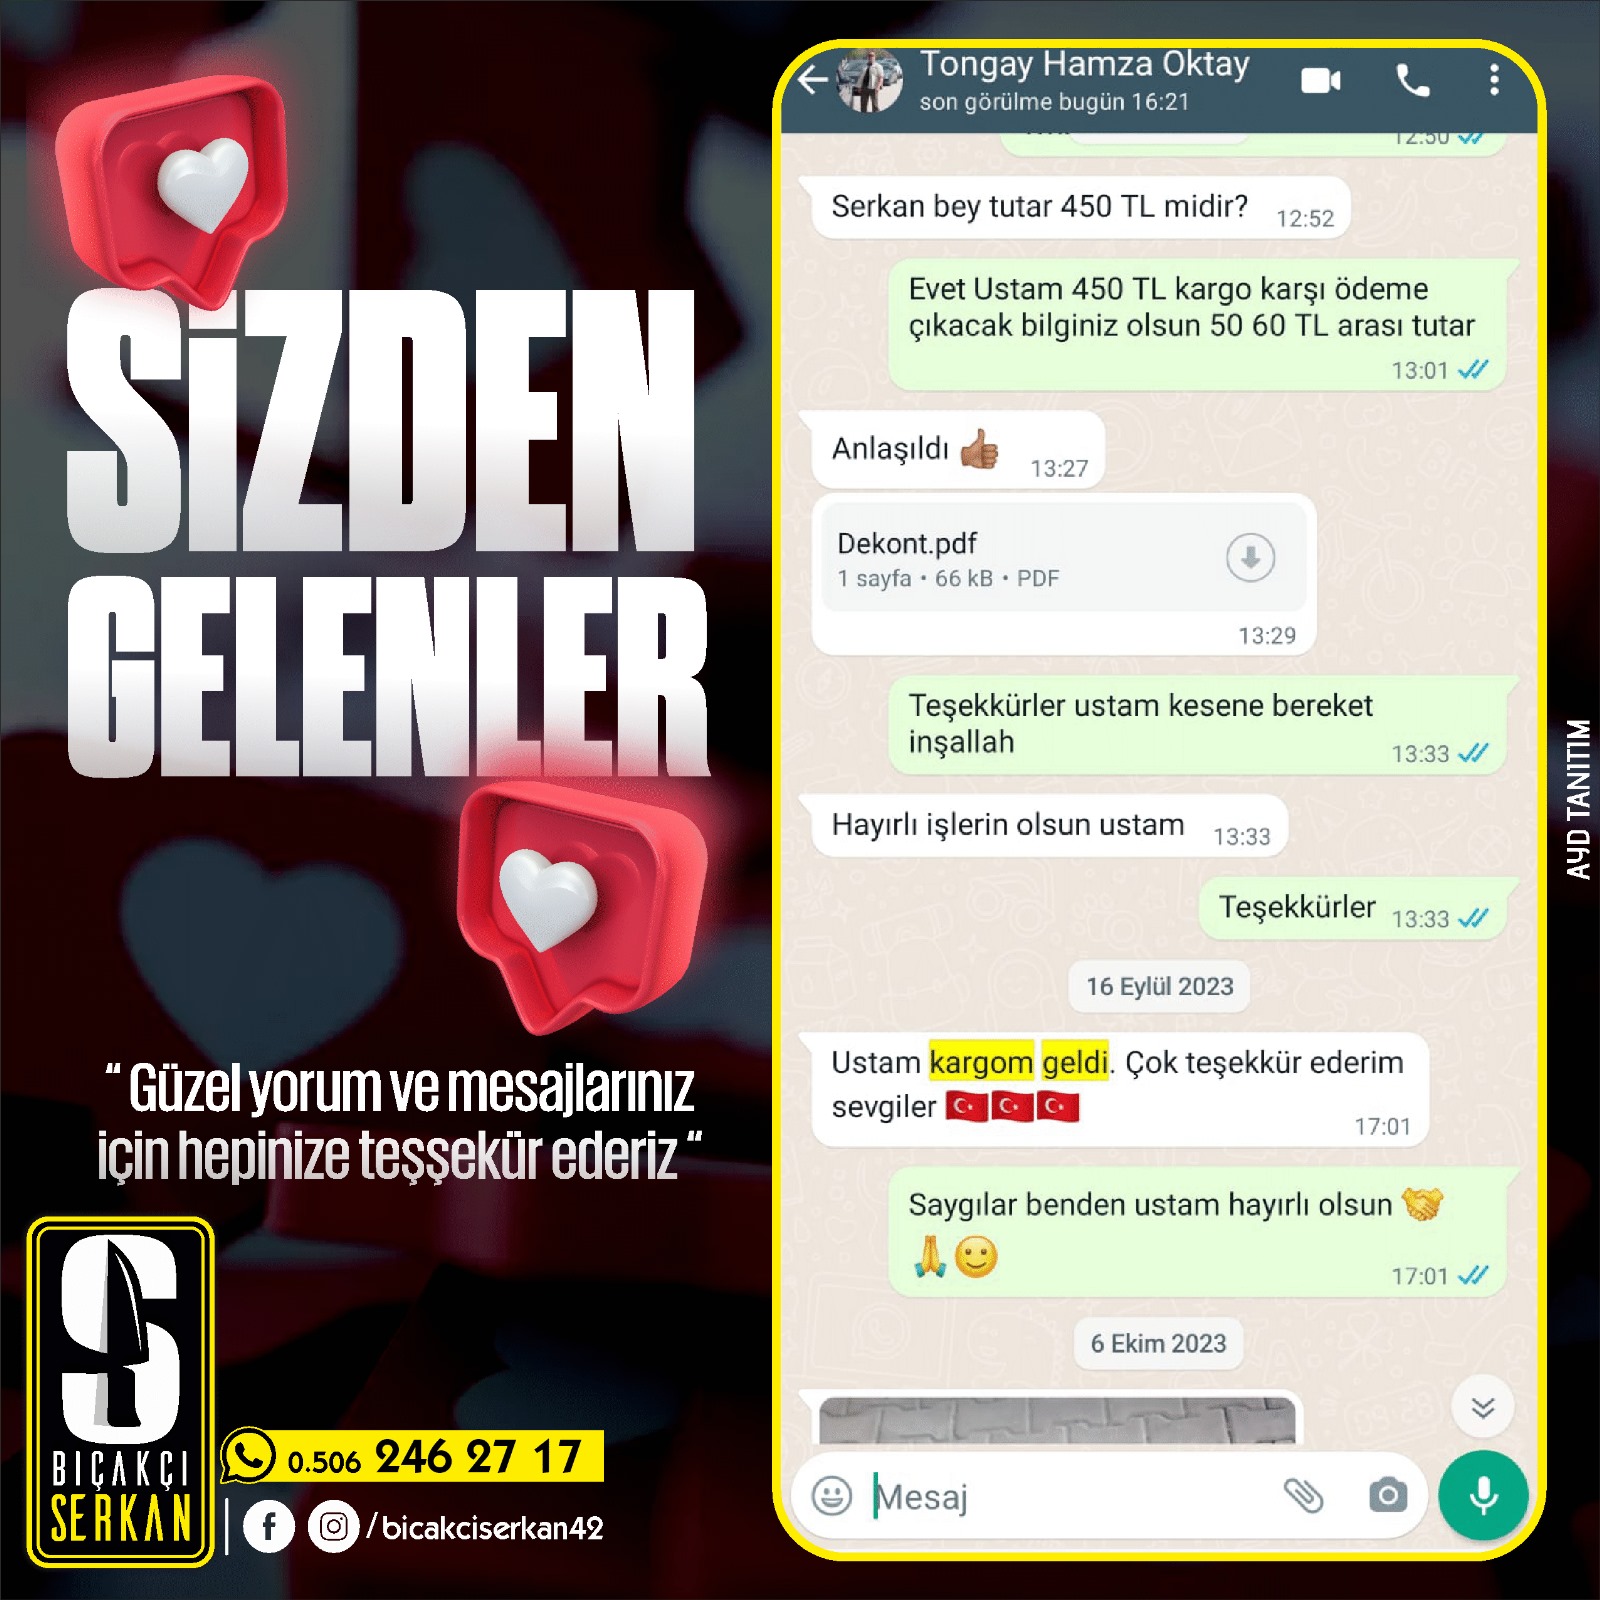 SİZDEN
GELENLER
“ Güzel yorum ve mesajlarınız
için hepinize teşşekür ederiz “
BIÇAKÇI
SERKAN
0.506 246 27 17
/bicakciserkan42
Tongay Hamza Oktay
son görülme bugün 16:21
12:50
Serkan bey tutar 450 TL midir? 12:52
Evet Ustam 450 TL kargo karşı ödeme
çıkacak bilginiz olsun 50 60 TL arası tutar
13:01
Anlaşıldı 👍🏾 13:27
Dekont.pdf
1 sayfa • 66 kB • PDF
13:29
Teşekkürler ustam kesene bereket
inşallah 13:33
Hayırlı işlerin olsun ustam 13:33
Teşekkürler 13:33
16 Eylül 2023
Ustam kargom geldi. Çok teşekkür ederim
sevgiler 🇹🇷🇹🇷🇹🇷
17:01
Saygılar benden ustam hayırlı olsun 🤝
🙏🙂
17:01
6 Ekim 2023
Mesaj
AYD TANITIM